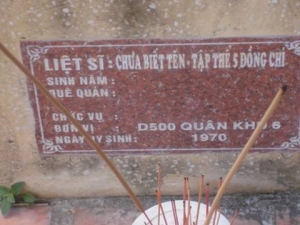 LIỆT SĨ : CHƯA BIẾT TÊN - TẬP THỂ 5 ĐỒNG CHÍ
SINH NĂM :
QUÊ QUÁN :
CHỨC VỤ :
ĐƠN VỊ : D500 QUÂN KHU 5
NGÀY HY SINH : 1970